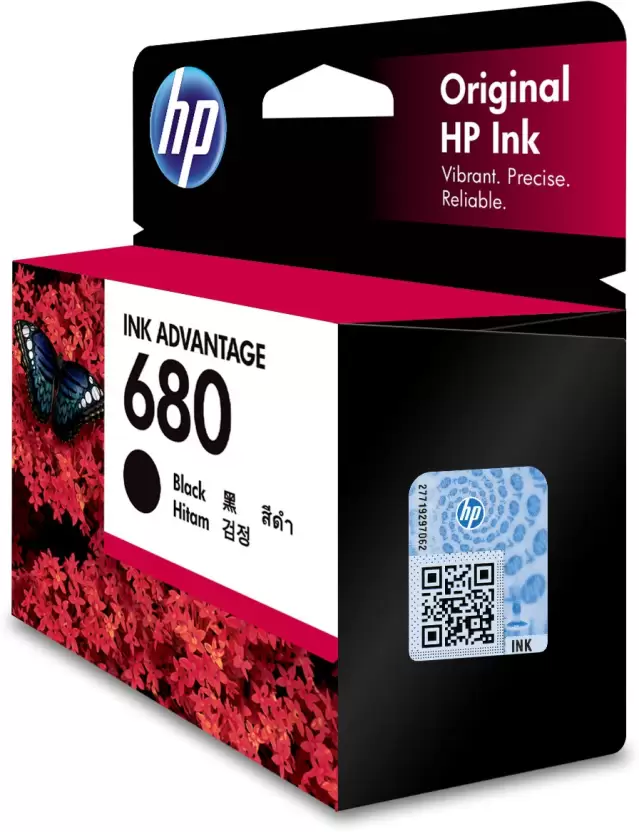 hp
Original
HP Ink
Vibrant. Precise.
Reliable.
INK ADVANTAGE
680
Black 黑 สีดำ
Hitam 검정
27719297062
hp
INK